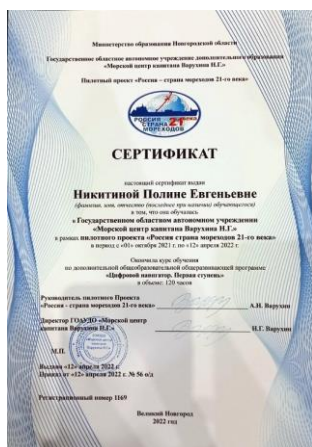 Министерство образования Новгородской области
Государственное областное автономное учреждение дополнительного образования
"Морской центр капитана Варухина Н.Г."
Пилотный проект «Россия – страна мореходов 21-го века»
РОССИЯ
СТРАНА 21 ВЕКА
МОРЕХОДОВ
СЕРТИФИКАТ
настоящий сертификат выдан
Никитиной Полине Евгеньевне
(фамилия, имя, отчество (последнее при наличии) обучающегося)
в том, что она обучалась
в Государственном областном автономном учреждении
«Морской центр капитана Варухина Н.Г.»
в рамках пилотного проекта «Россия страна мореходов 21-го века»
в период с «01» октября 2021 г. по «12» апреля 2022 г.
Окончила курс обучения
по дополнительной общеобразовательной общеразвивающей программе
«Цифровой навигатор. Первая ступень»
в объеме: 120 часов
Руководитель пилотного Проекта
«Россия - страна мореходов 21-го века»
А.Н. Варухин
Директор ГОАУДО «Морской центр
капитана Варухина Н.Г.»
Н.Г. Варухин
М.П.
Выдан «12» апреля 2022 г.
Приказ от «12» апреля 2022 г. № 56 о/д
Регистрационный номер 1169
Великий Новгород
2022 год